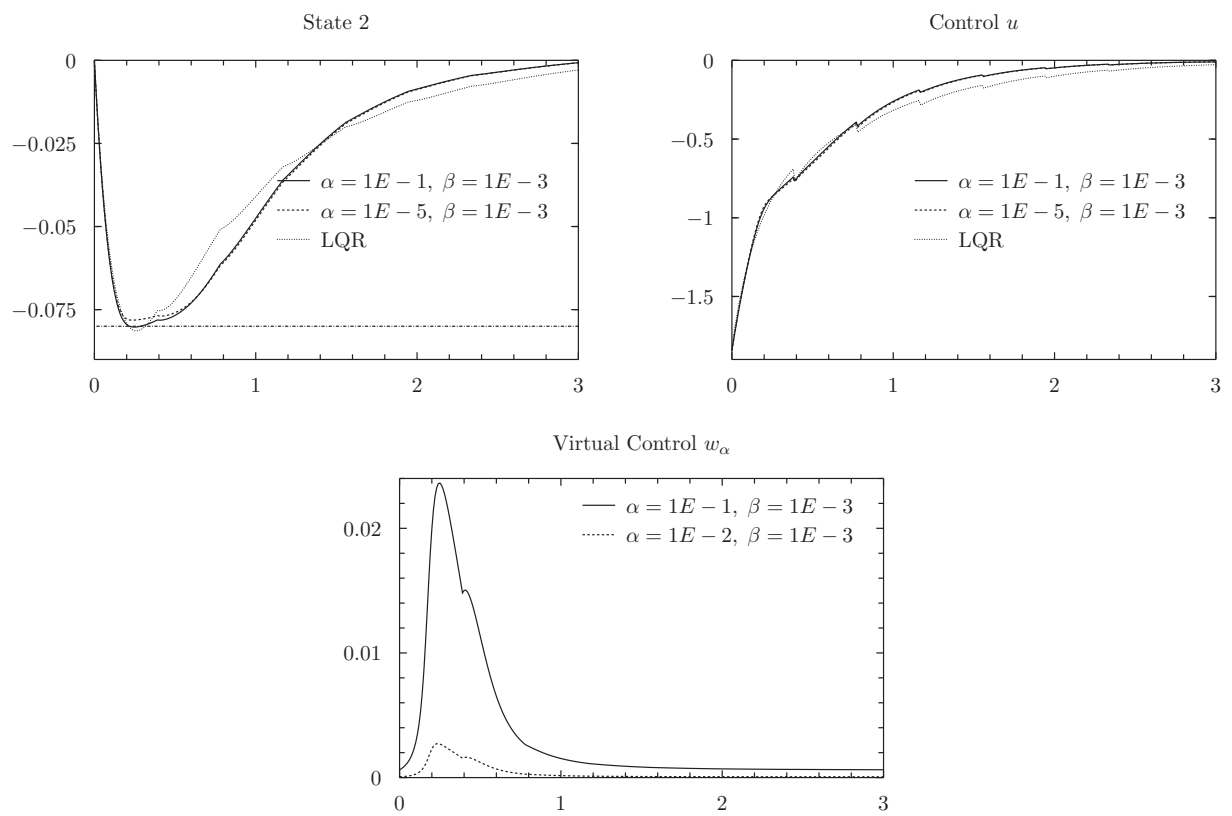 State 2
0
−0.025
−0.05
−0.075
0
1
2
3
α = 1E − 1, β = 1E − 3
α = 1E − 5, β = 1E − 3
LQR
Control u
0
−0.5
−1
−1.5
0
1
2
3
α = 1E − 1, β = 1E − 3
α = 1E − 5, β = 1E − 3
LQR
Virtual Control wα
0.02
0.01
0
0
1
2
3
α = 1E − 1, β = 1E − 3
α = 1E − 2, β = 1E − 3